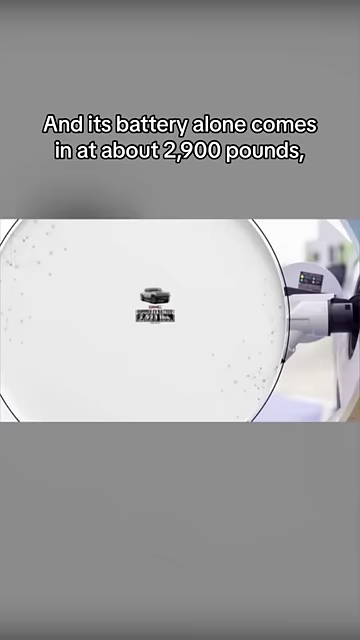 And its battery alone comes
in at about 2,900 pounds,